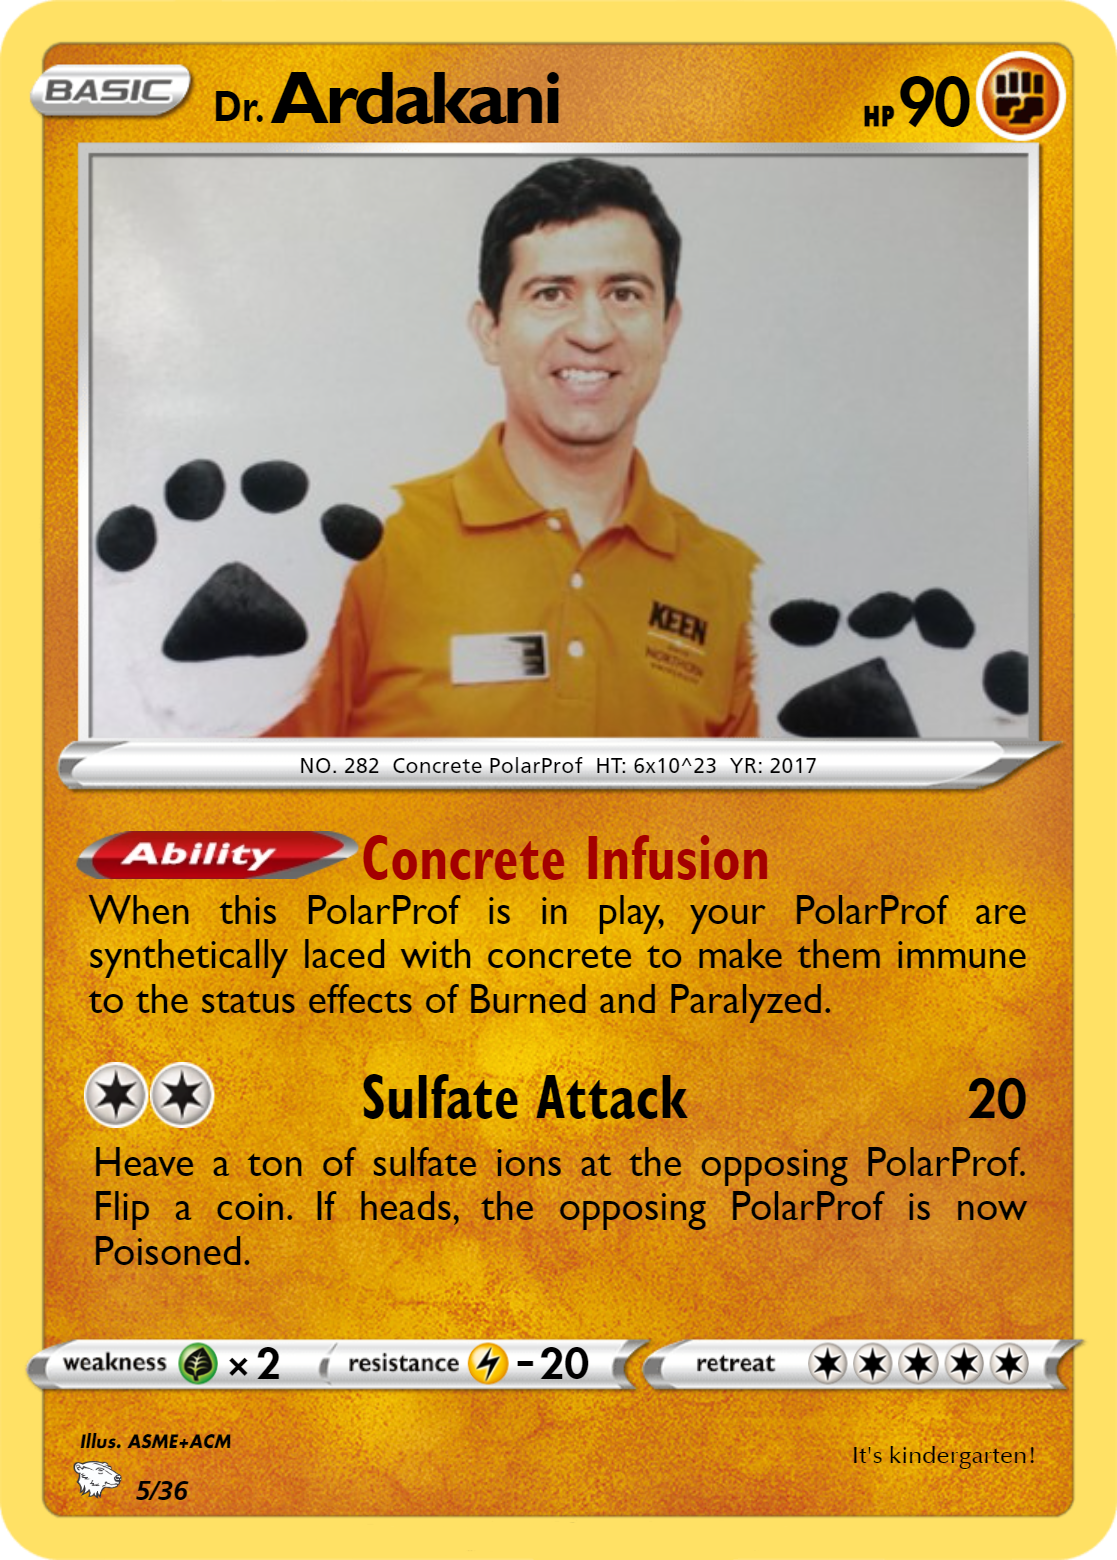 BASIC
Dr. Ardakani
HP 90
KEEN
NORTHERN
NO. 282 Concrete PolarProf HT: 6x10^23 YR: 2017
Ability Concrete Infusion
When this PolarProf is in play, your PolarProf are
synthetically laced with concrete to make them immune
to the status effects of Burned and Paralyzed.
Sulfate Attack 20
Heave a ton of sulfate ions at the opposing PolarProf.
Flip a coin. If heads, the opposing PolarProf is now
Poisoned.
weakness × 2 resistance -20 retreat
Illus. ASME+ACM
5/36
It's kindergarten!